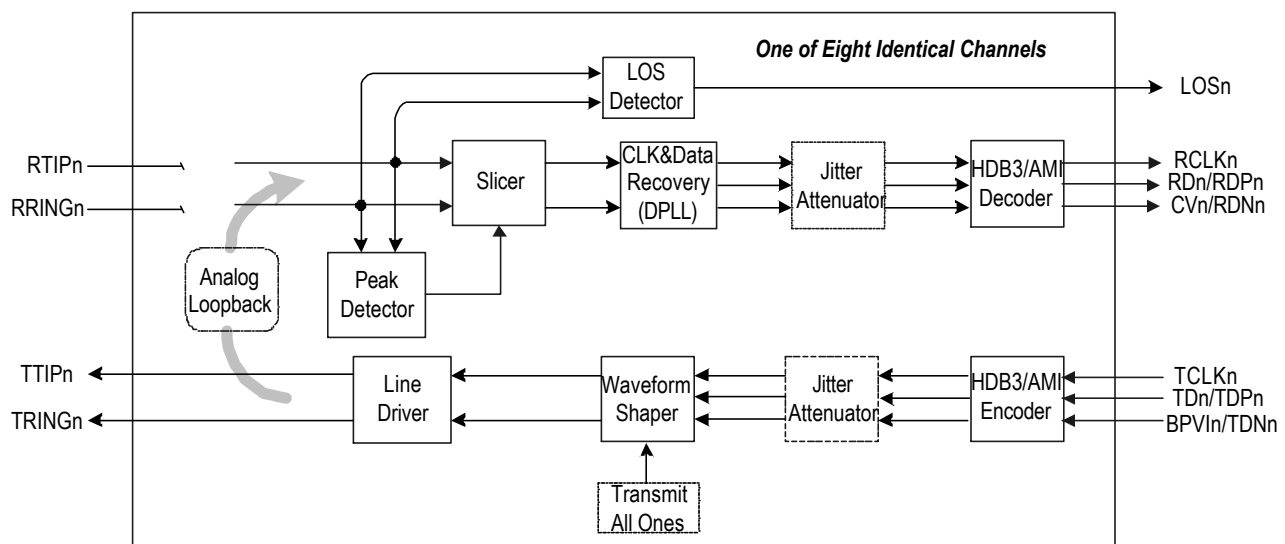 One of Eight Identical Channels
LOS
Detector
LOSn
RTIPn
RRINGn
Slicer
CLK&Data
Recovery
(DPLL)
Jitter
Attenuator
HDB3/AMI
Decoder
RCLKn
RDn/RDPn
CVn/RDNn
Analog
Loopback
Peak
Detector
TTIPn
TRINGn
Line
Driver
Waveform
Shaper
Jitter
Attenuator
HDB3/AMI
Encoder
TCLKn
TDn/TDPn
BPVIn/TDNn
Transmit
All Ones